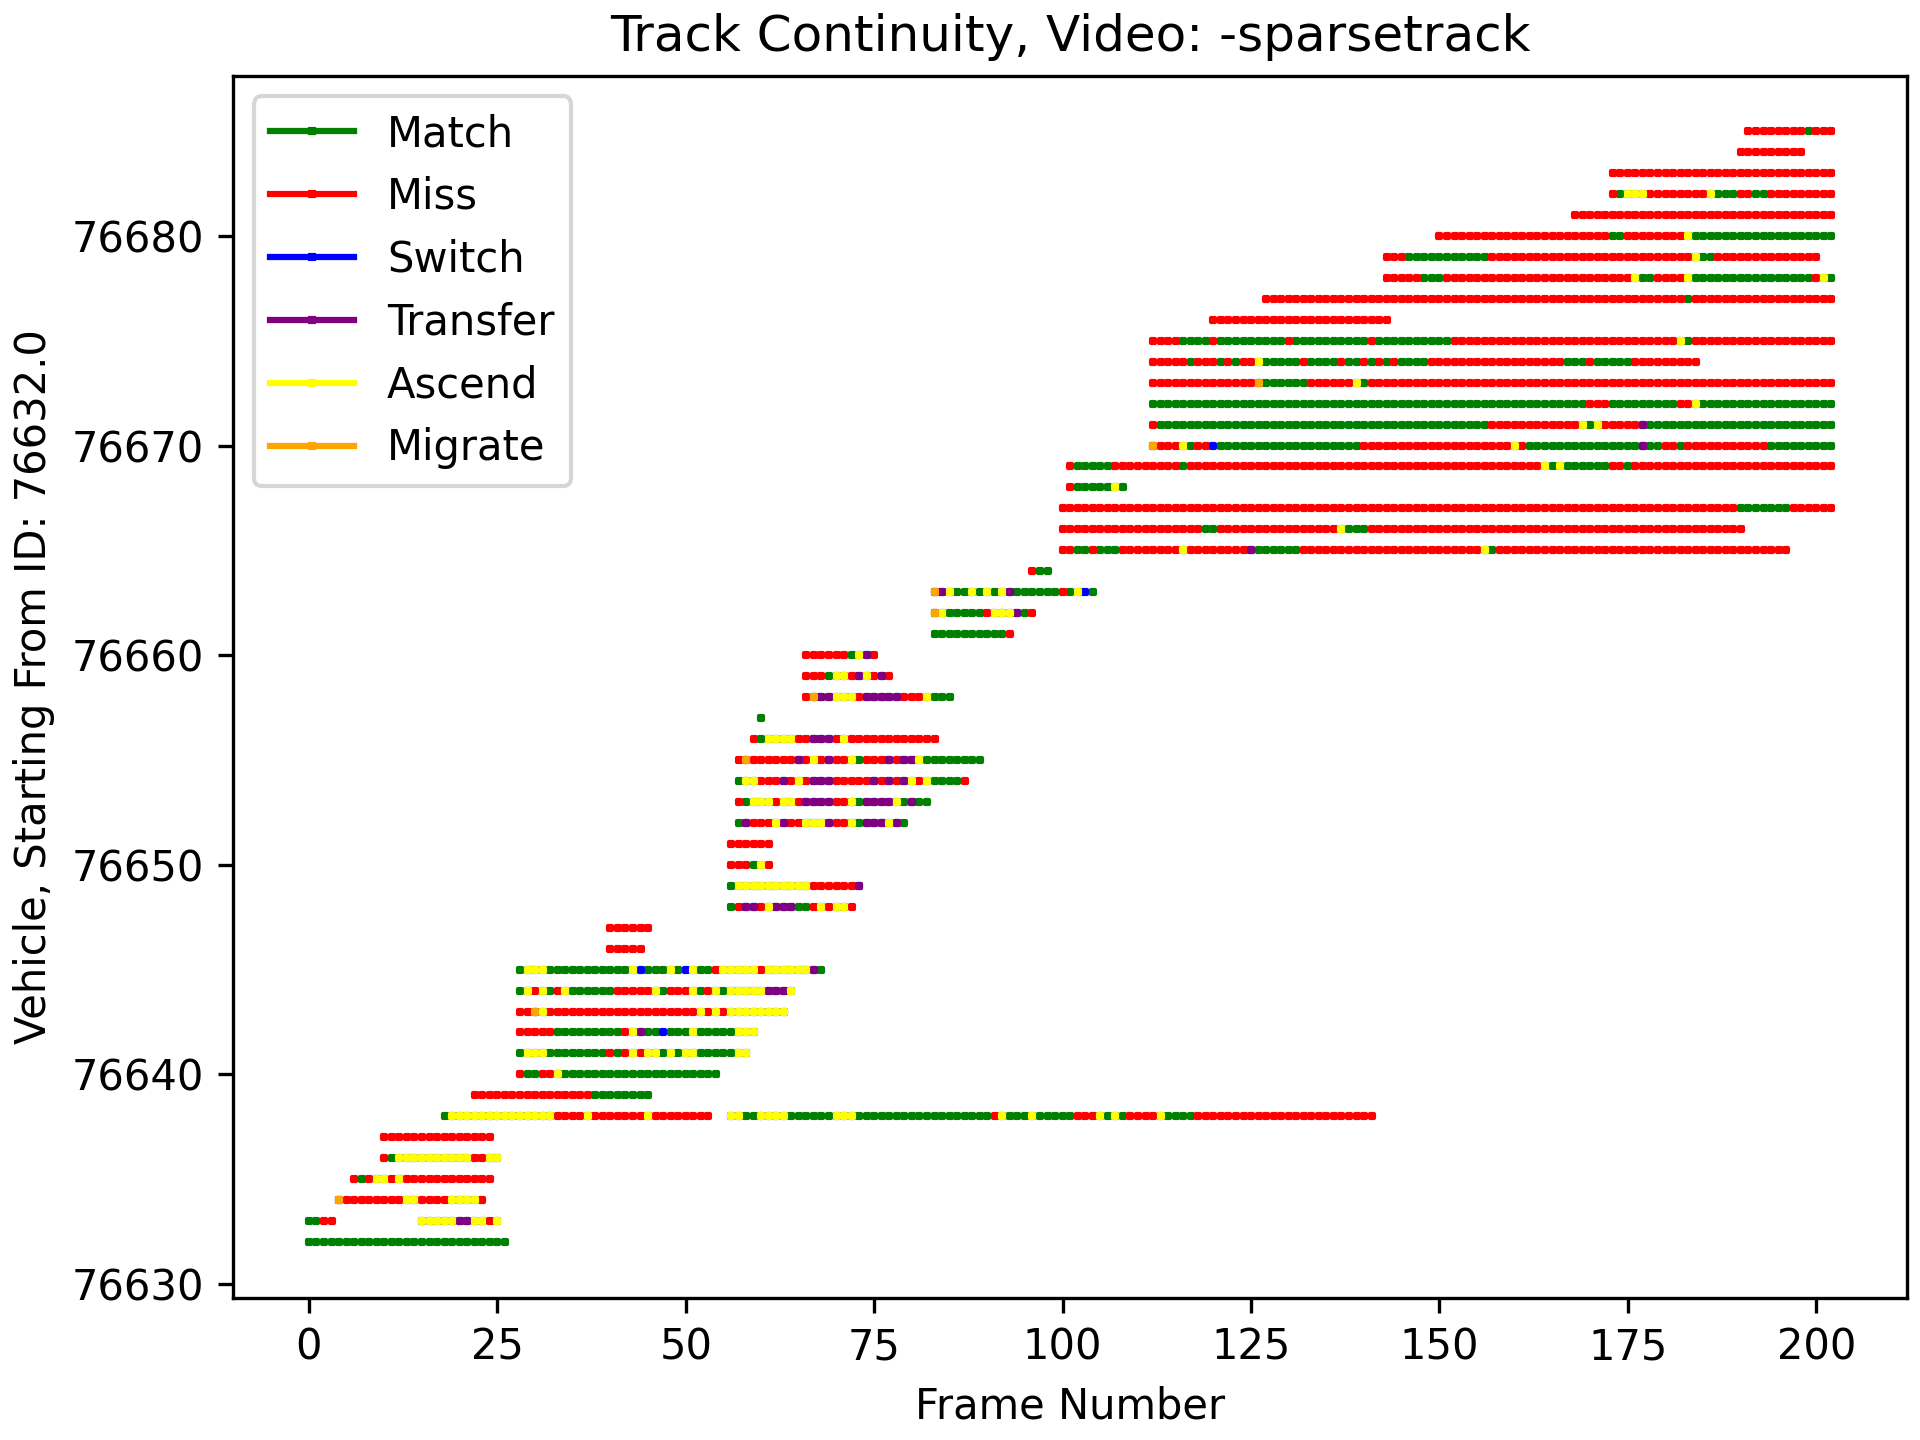 Track Continuity, Video: -sparsetrack
Match
Miss
Switch
Transfer
Ascend
Migrate
Vehicle, Starting From ID: 76632.0
76680
76670
76660
76650
76640
76630
0 25 50 75 100 125 150 175 200
Frame Number